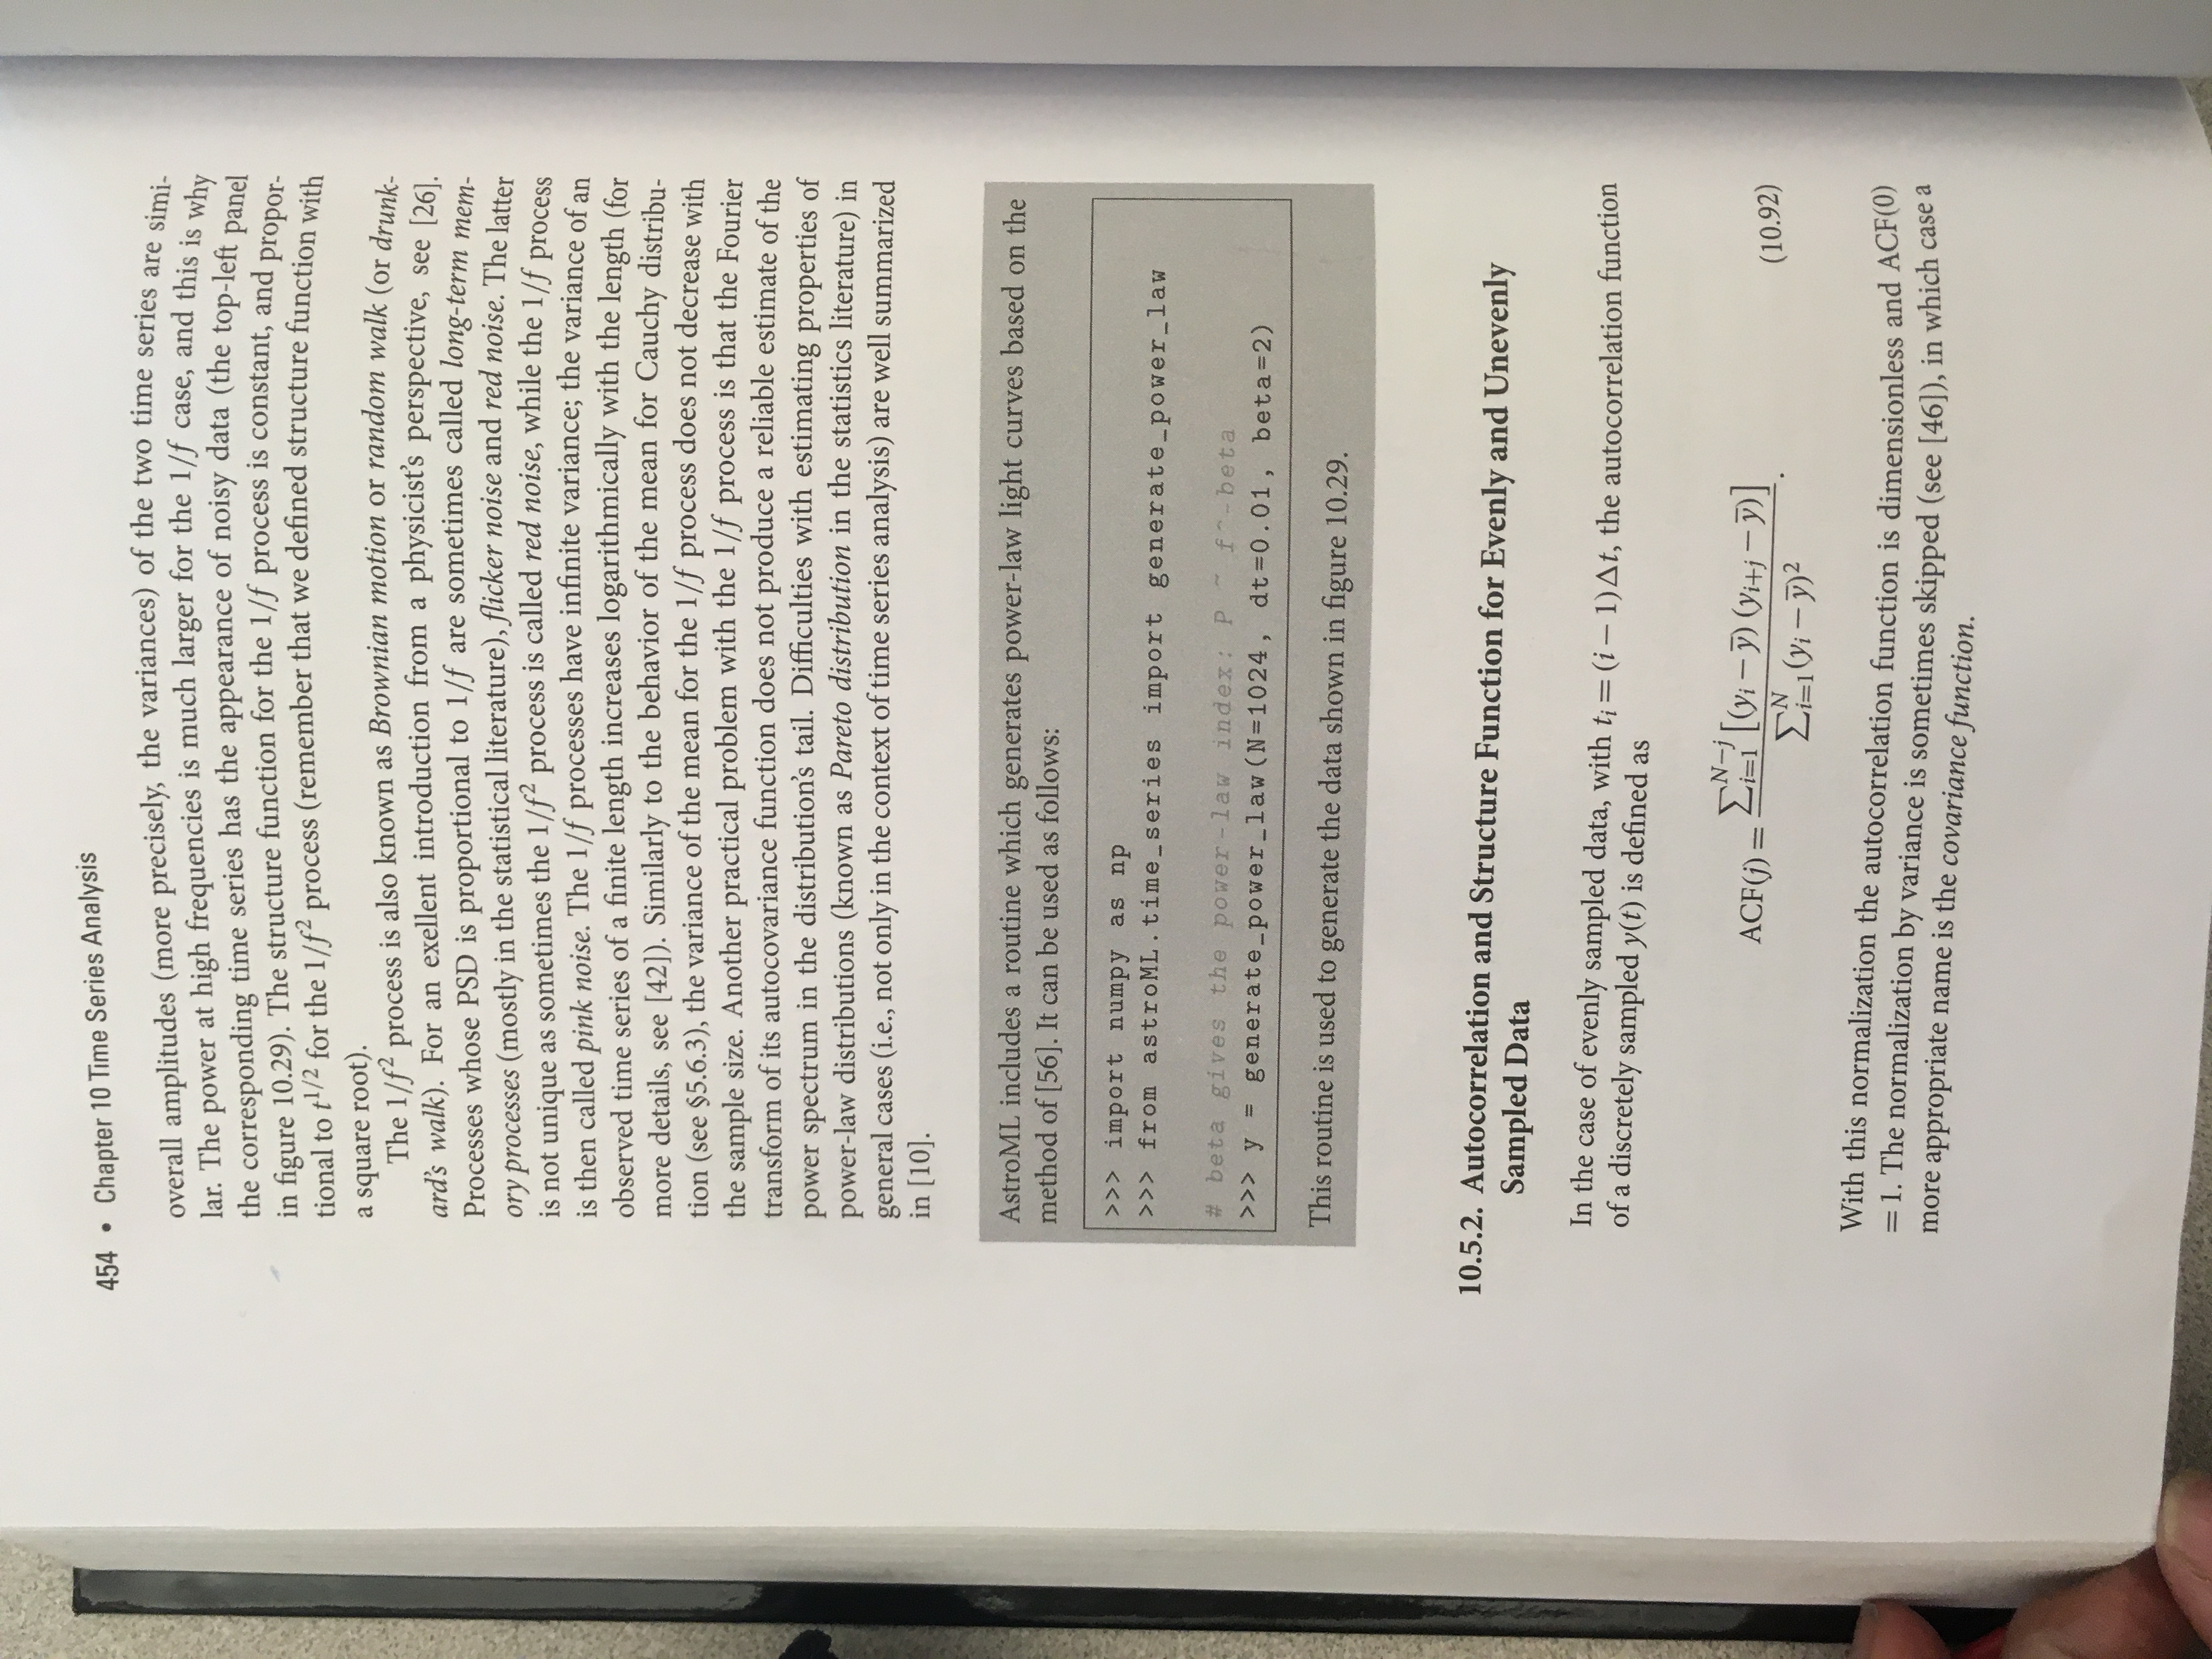 454 • Chapter 10 Time Series Analysis
overall amplitudes (more precisely, the variances) of the two time series are simi-
lar. The power at high frequencies is much larger for the 1/f case, and this is why
the corresponding time series has the appearance of noisy data (the top-left panel
in figure 10.29). The structure function for the 1/f process is constant, and propor-
tional to t^{1/2} for the 1/f² process (remember that we defined structure function with
a square root).
The 1/f² process is also known as Brownian motion or random walk (or drunk-
ard's walk). For an exellent introduction from a physicist's perspective, see [26].
Processes whose PSD is proportional to 1/f are sometimes called long-term mem-
ory processes (mostly in the statistical literature), flicker noise and red noise. The latter
is not unique as sometimes the 1/f² process is called red noise, while the 1/f process
is then called pink noise. The 1/f processes have infinite variance; the variance of an
observed time series of a finite length increases logarithmically with the length (for
more details, see [42]). Similarly to the behavior of the mean for Cauchy distribu-
tion (see §5.6.3), the variance of the mean for the 1/f process does not decrease with
the sample size. Another practical problem with the 1/f process is that the Fourier
transform of its autocovariance function does not produce a reliable estimate of the
power spectrum in the distribution's tail. Difficulties with estimating properties of
power-law distributions (known as Pareto distribution in the statistics literature) in
general cases (i.e., not only in the context of time series analysis) are well summarized
in [10].
AstroML includes a routine which generates power-law light curves based on the
method of [56]. It can be used as follows:
>>> import numpy as np
>>> from astroML.time_series import generate_power_law
# beta gives the power-law index: P ~ f^-beta
>>> y = generate_power_law(N=1024, dt=0.01, beta=2)
This routine is used to generate the data shown in figure 10.29.
10.5.2. Autocorrelation and Structure Function for Evenly and Unevenly
Sampled Data
In the case of evenly sampled data, with t_i = (i − 1)Δt, the autocorrelation function
of a discretely sampled y(t) is defined as
ACF(j) = \frac{\sum_{i=1}^{N−j} [(y_i − ȳ) (y_{i+j} − ȳ)]}{\sum_{i=1}^{N} (y_i − ȳ)²}. (10.92)
With this normalization the autocorrelation function is dimensionless and ACF(0)
= 1. The normalization by variance is sometimes skipped (see [46]), in which case a
more appropriate name is the covariance function.